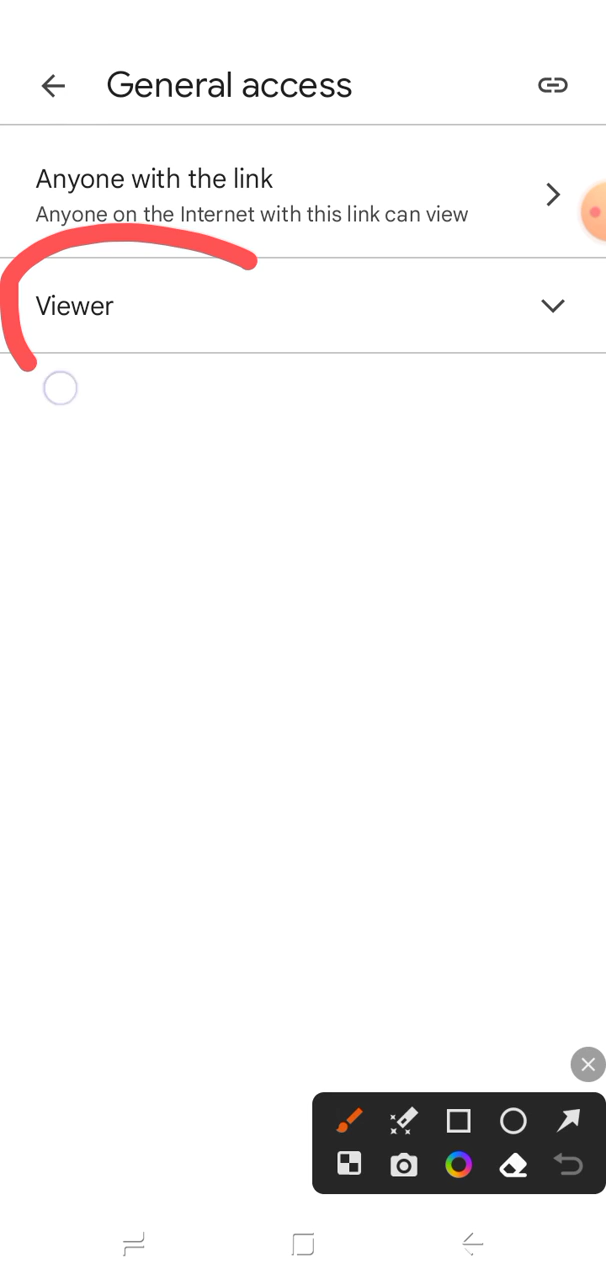 General access
Anyone with the link
Anyone on the Internet with this link can view
Viewer